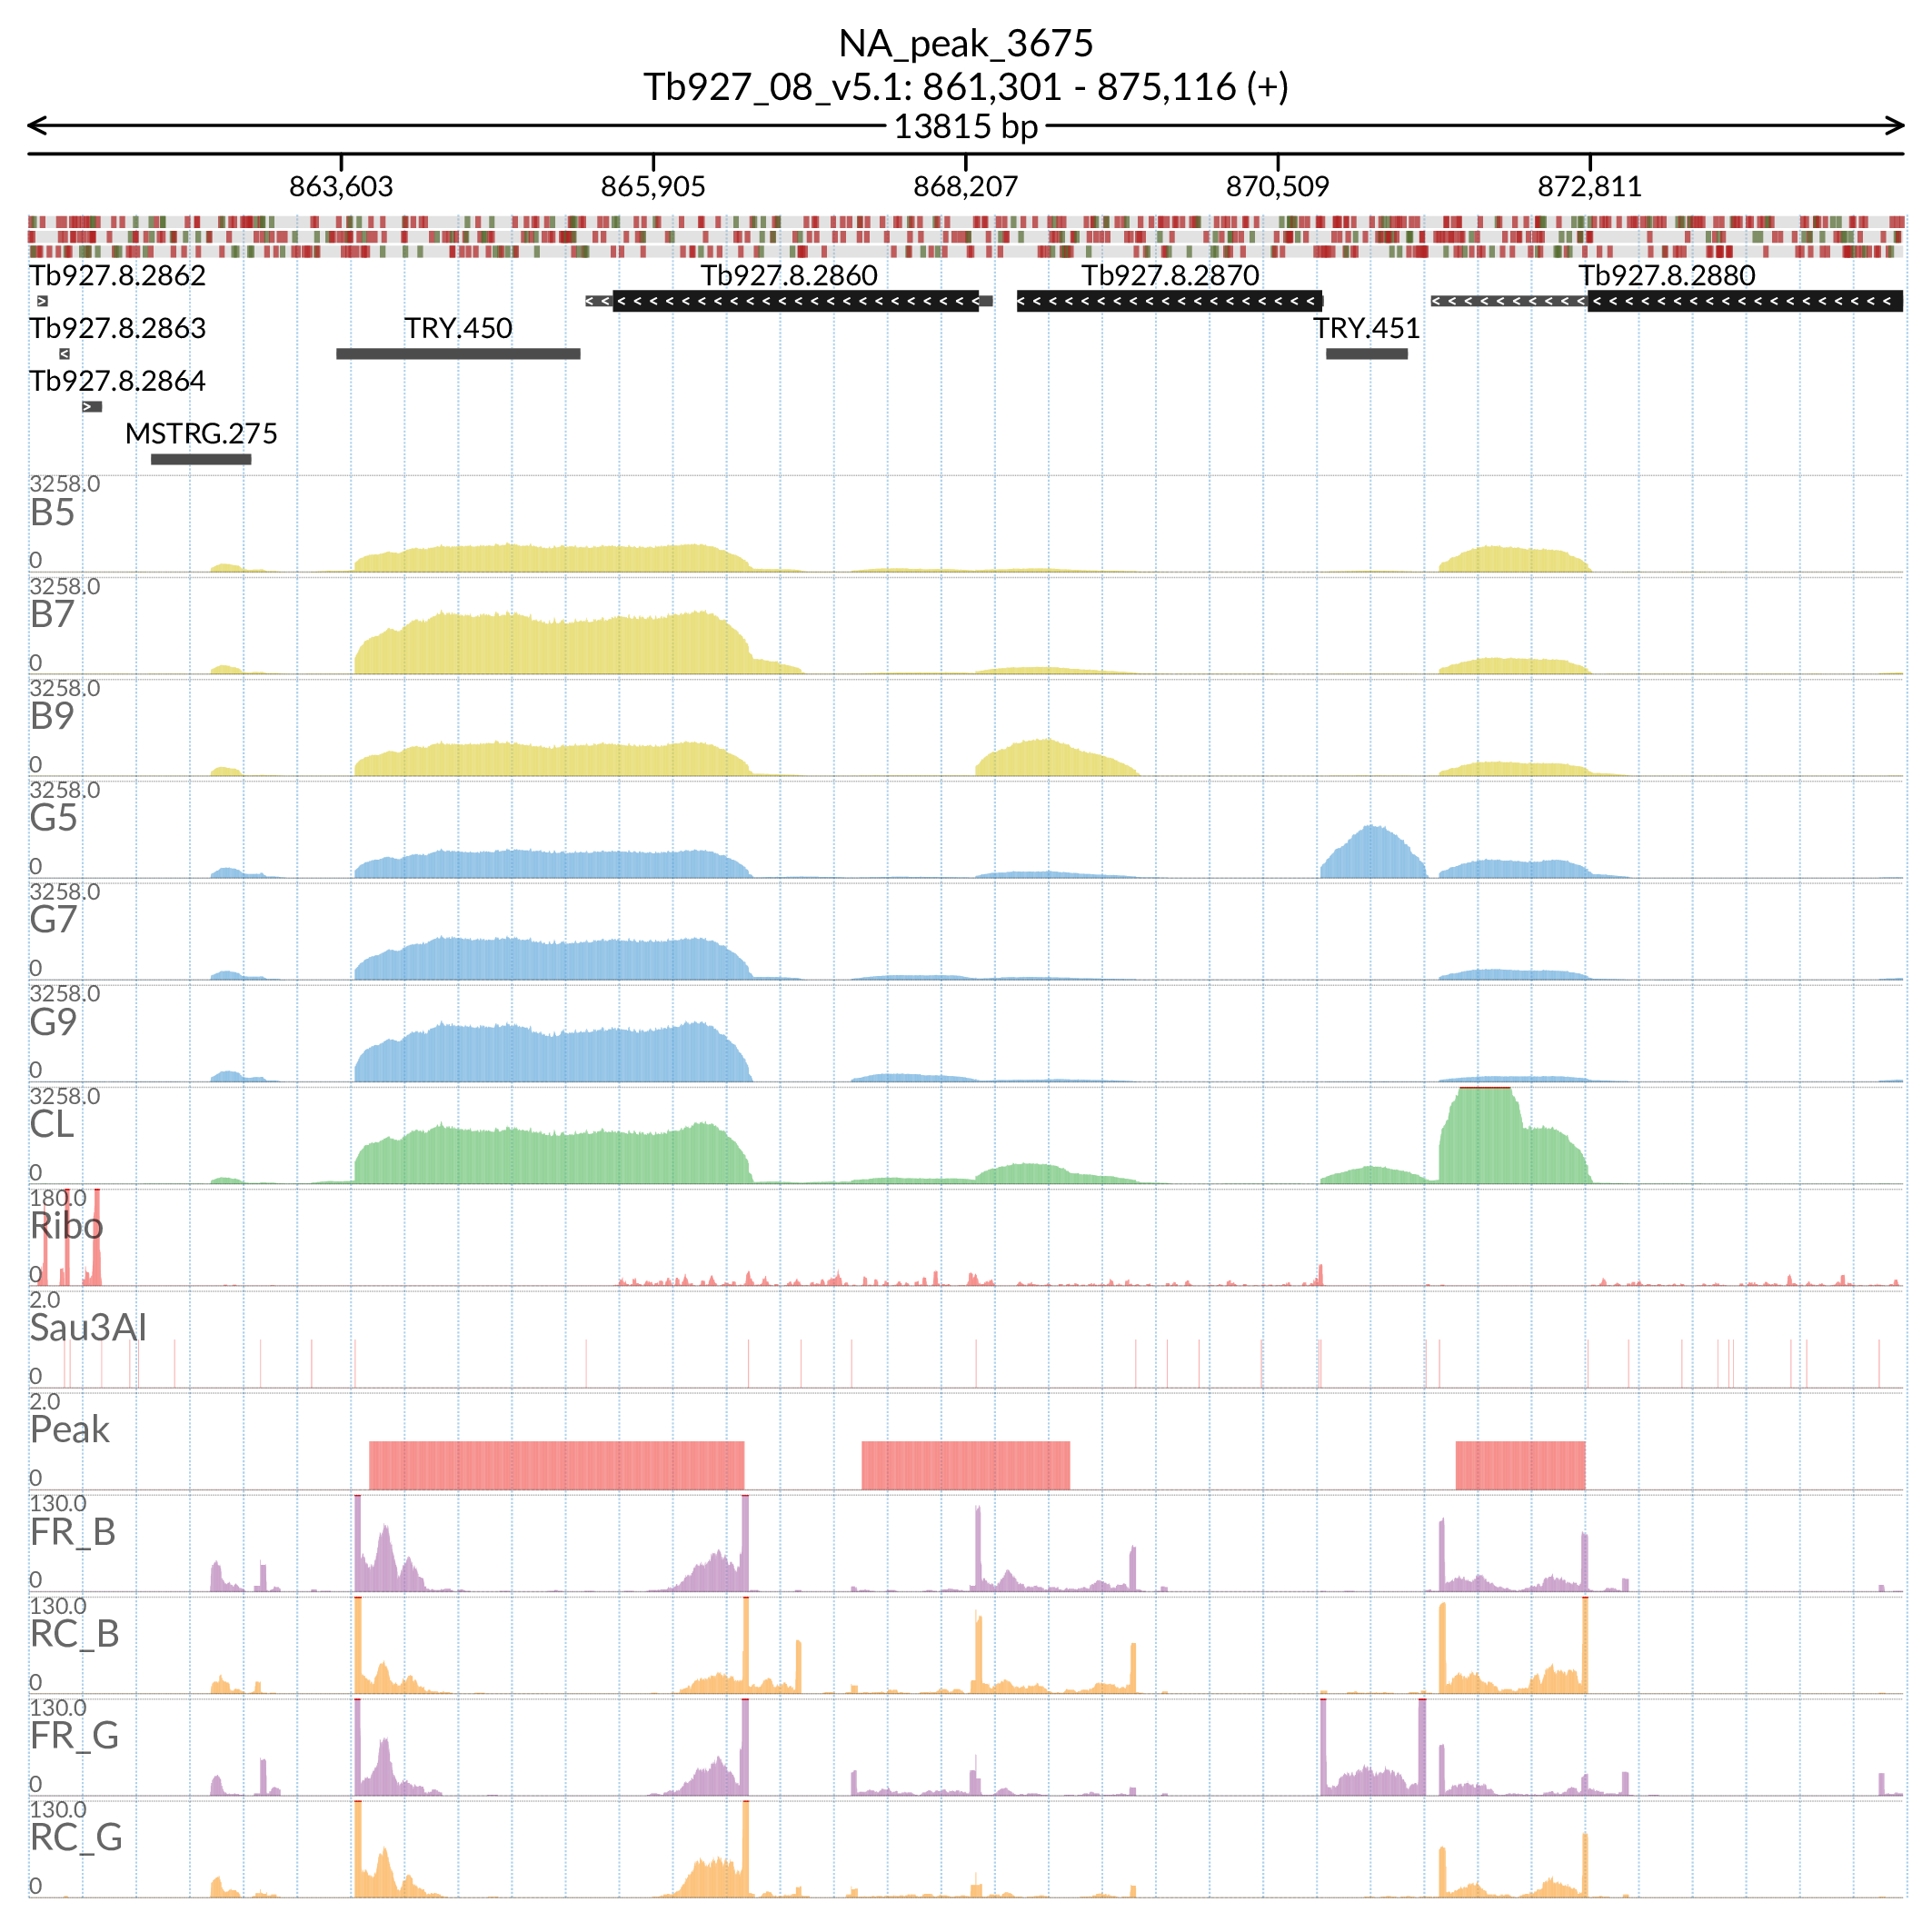 NA_peak_3675
Tb927_08_v5.1: 861,301 - 875,116 (+)
13815 bp
863,603 865,905 868,207 870,509 872,811
Tb927.8.2862 Tb927.8.2860 Tb927.8.2870 Tb927.8.2880
Tb927.8.2863 TRY.450 TRY.451
Tb927.8.2864
MSTRG.275
3258.0
B5
0
3258.0
B7
0
3258.0
B9
0
3258.0
G5
0
3258.0
G7
0
3258.0
G9
0
3258.0
CL
0
180.0
Ribo
0
2.0
Sau3AI
0
2.0
Peak
0
130.0
FR_B
0
130.0
RC_B
0
130.0
FR_G
0
130.0
RC_G
0